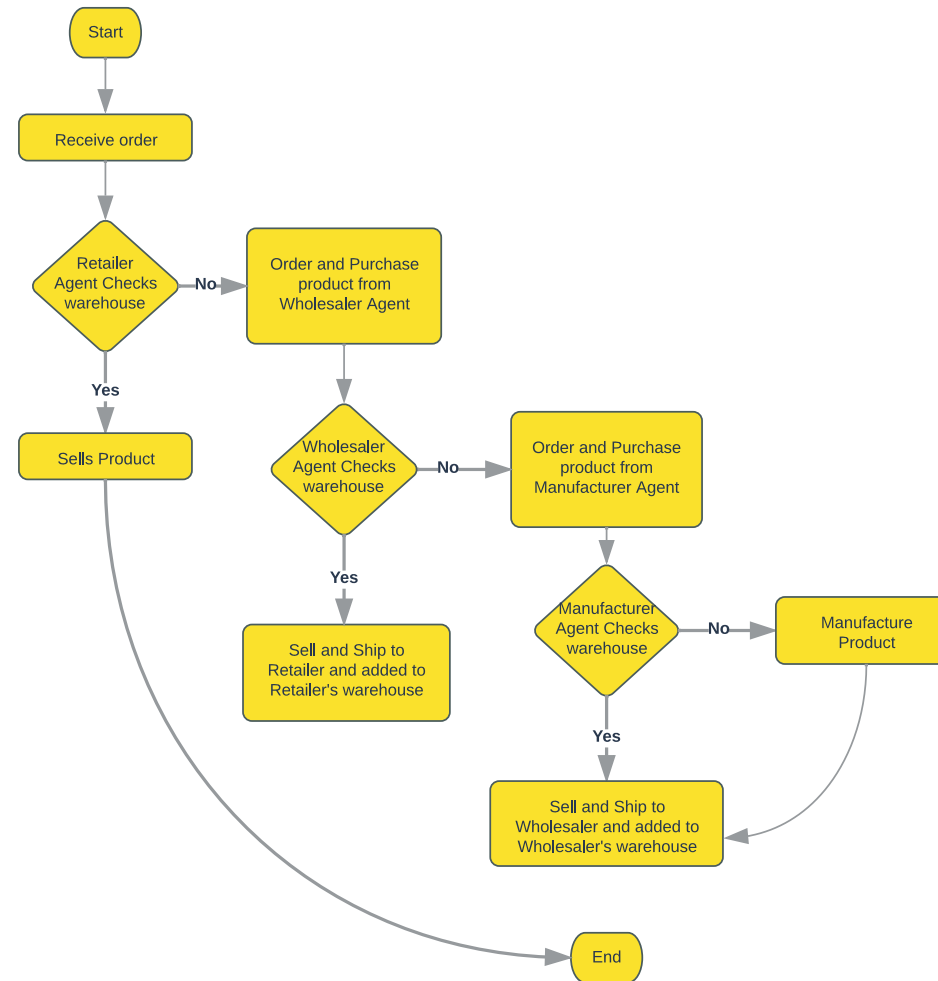 Start
Receive order
Retailer
Agent Checks
warehouse
No
Order and Purchase
product from
Wholesaler Agent
Yes
Sells Product
Wholesaler
Agent Checks
warehouse
No
Order and Purchase
product from
Manufacturer Agent
Yes
Sell and Ship to
Retailer and added to
Retailer's warehouse
Manufacturer
Agent Checks
warehouse
No
Manufacture
Product
Yes
Sell and Ship to
Wholesaler and added to
Wholesaler's warehouse
End